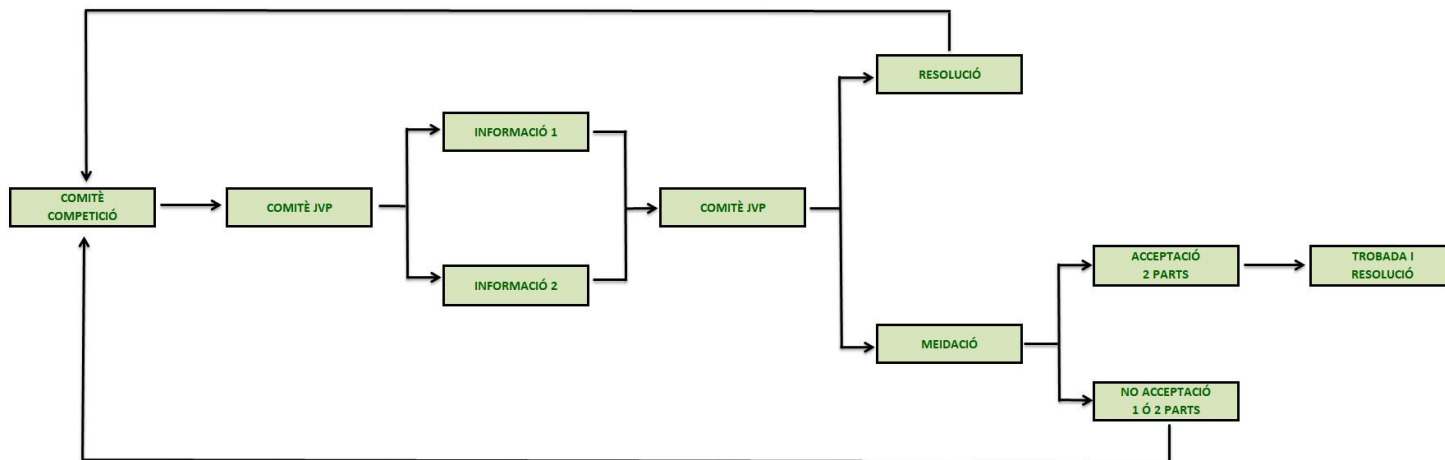 RESOLUCIÓ
INFORMACIÓ 1
COMITÈ
COMPETICIÓ
COMITÈ JVP
COMITÈ JVP
INFORMACIÓ 2
ACCEPTACIÓ
2 PARTS
TROBADA I
RESOLUCIÓ
MEIDACIÓ
NO ACCEPTACIÓ
1 Ó 2 PARTS